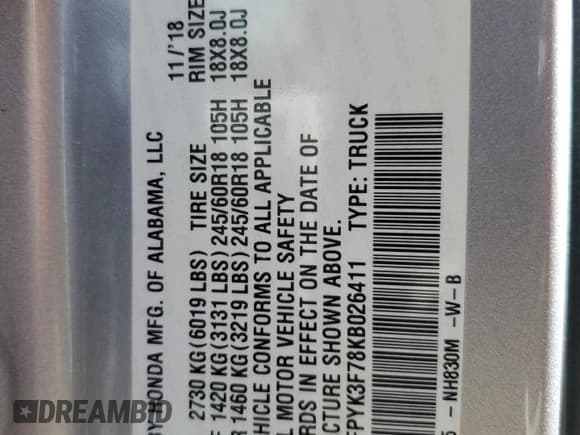 BY HONDA MFG. OF ALABAMA, LLC 11/'18
2730 KG (6019 LBS) TIRE SIZE RIM SIZE
F 1420 KG (3131 LBS) 245/60R18 105H 18X8.0J
R 1460 KG (3219 LBS) 245/60R18 105H 18X8.0J
HICLE CONFORMS TO ALL APPLICABLE
L MOTOR VEHICLE SAFETY
RDS IN EFFECT ON THE DATE OF
CTURE SHOWN ABOVE.
FPYK3F78KB026411 TYPE: TRUCK
- NH830M -W-B
DREAMBID